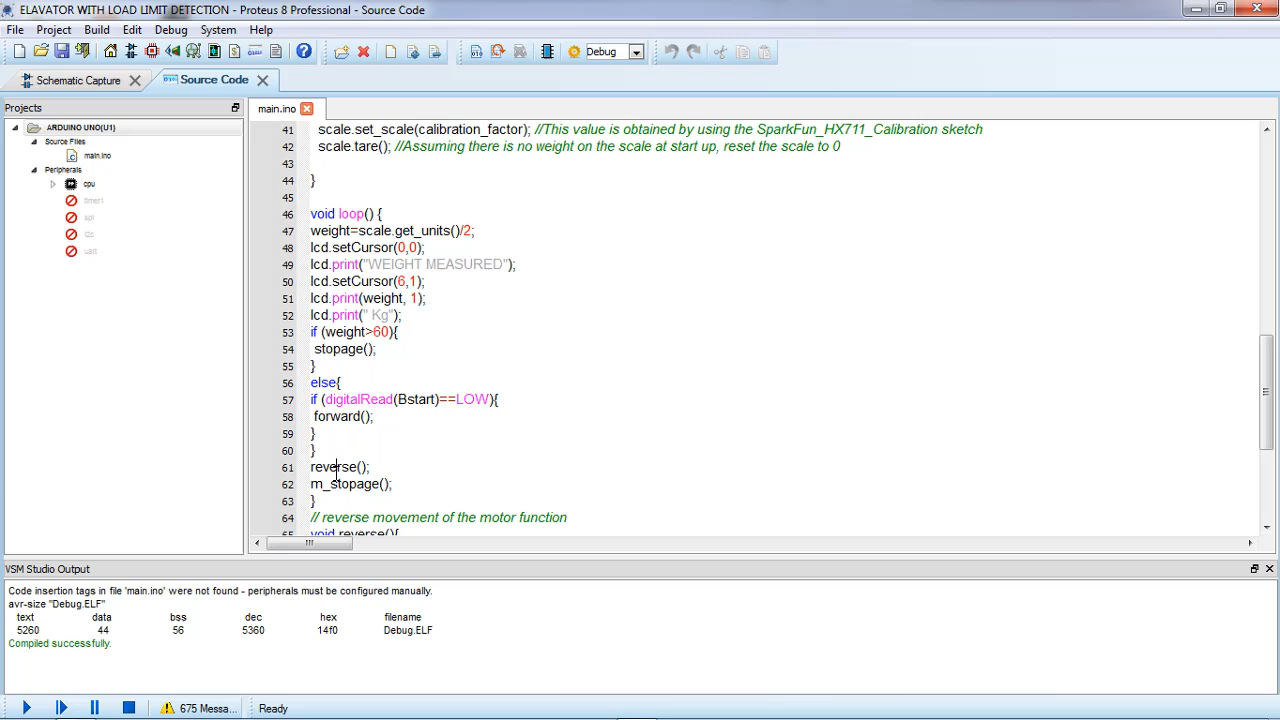 ELAVATOR WITH LOAD LIMIT DETECTION - Proteus 8 Professional - Source Code
File Project Build Edit Debug System Help
Debug
Schematic Capture Source Code
Projects main.ino
ARDUINO UNO(U1)
Source Files
main.ino
Peripherals
cpu
timer1
spi
i2c
uart
41 scale.set_scale(calibration_factor); //This value is obtained by using the SparkFun_HX711_Calibration sketch
42 scale.tare(); //Assuming there is no weight on the scale at start up, reset the scale to 0
43
44 }
45
46 void loop() {
47 weight=scale.get_units()/2;
48 lcd.setCursor(0,0);
49 lcd.print("WEIGHT MEASURED");
50 lcd.setCursor(6,1);
51 lcd.print(weight, 1);
52 lcd.print(" Kg");
53 if (weight>60){
54 stopage();
55 }
56 else{
57 if (digitalRead(Bstart)==LOW){
58 forward();
59 }
60 }
61 reverse();
62 m_stopage();
63 }
64 // reverse movement of the motor function
65 void reverse(){
VSM Studio Output
Code insertion tags in file 'main.ino' were not found - peripherals must be configured manually.
avr-size "Debug.ELF"
text data bss dec hex filename
5260 44 56 5360 14f0 Debug.ELF
Compiled successfully.
675 Messa... Ready